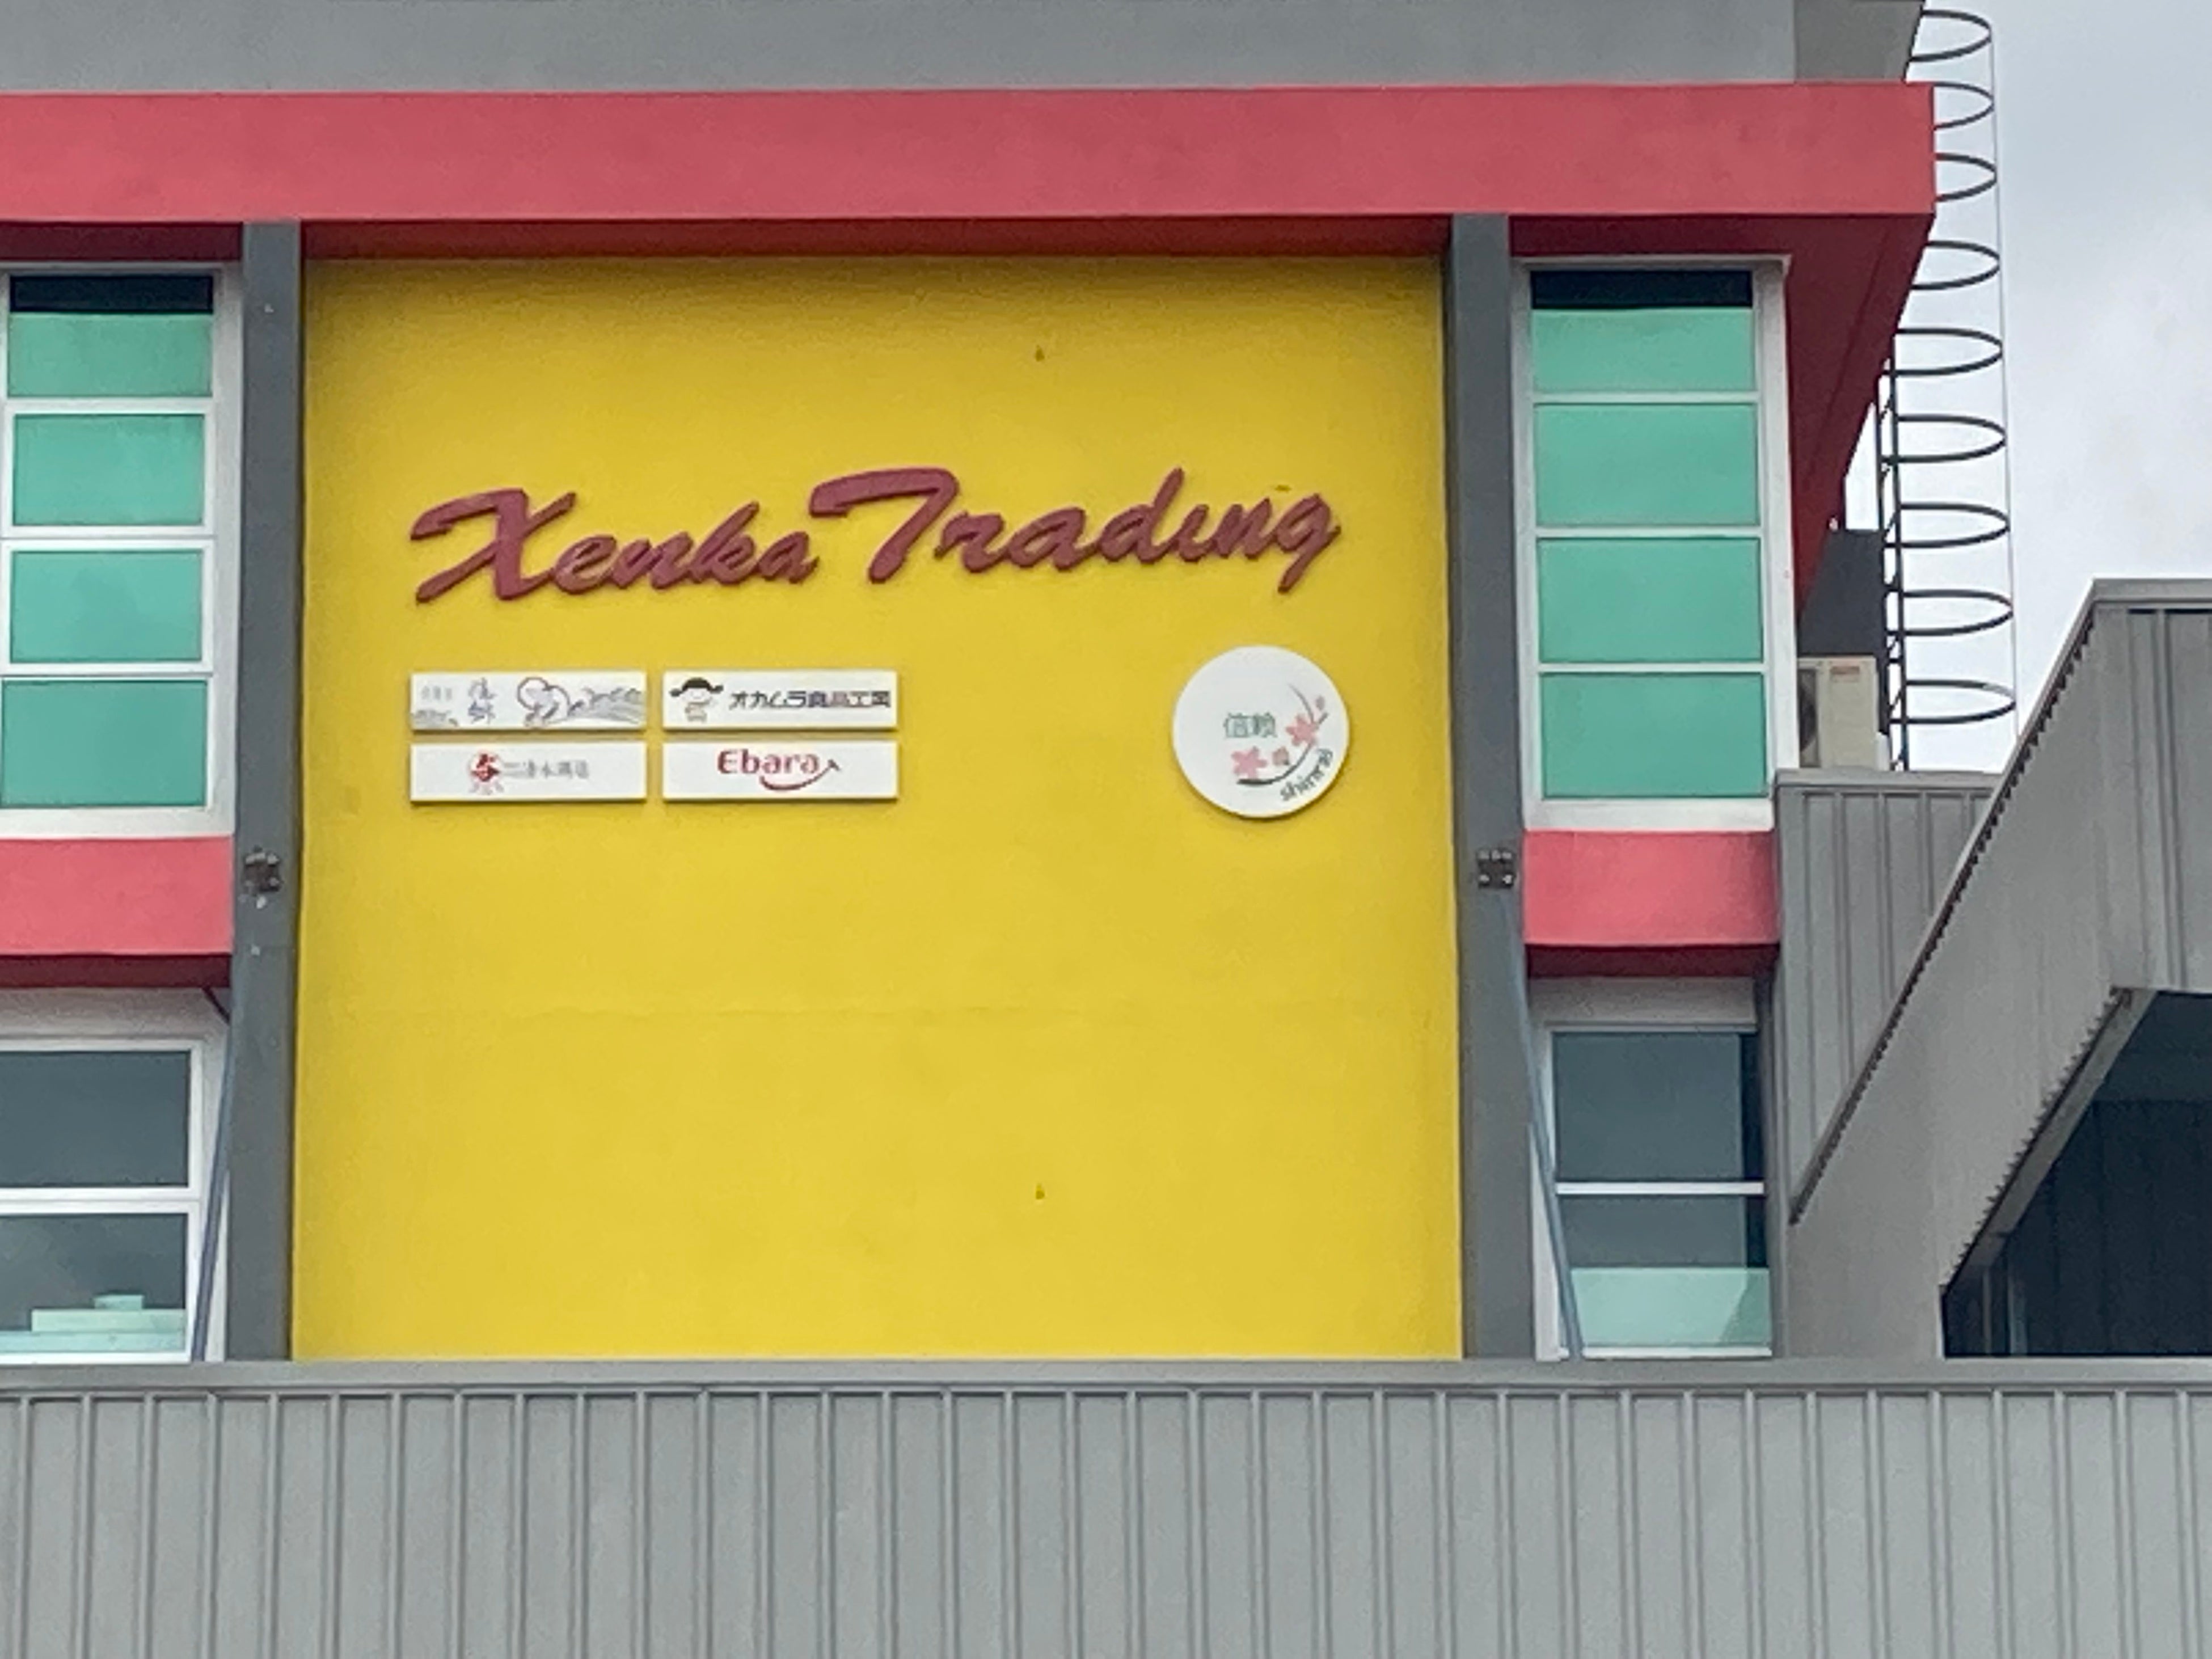 Xenka Trading
オカムラ食品工業
Ebara
信頼
shinrai